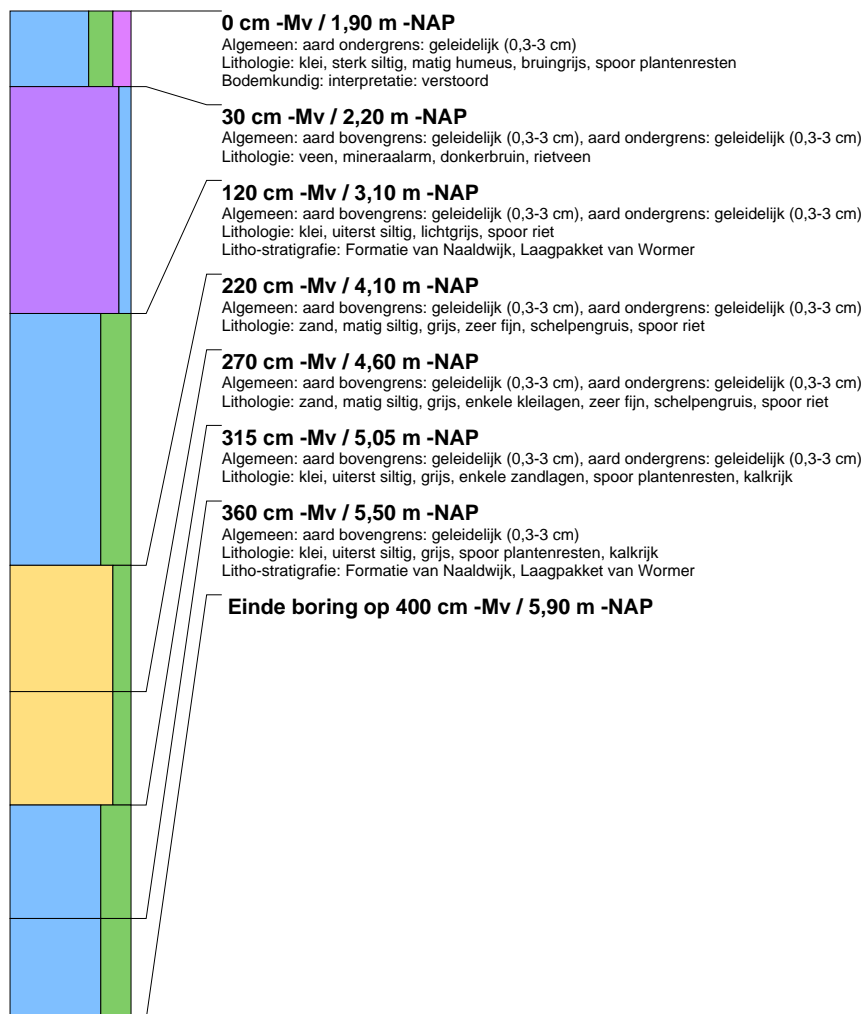 0 cm -Mv / 1,90 m -NAP
Algemeen: aard ondergrens: geleidelijk (0,3-3 cm)
Lithologie: klei, sterk siltig, matig humeus, bruingrijs, spoor plantenresten
Bodemkundig: interpretatie: verstoord
30 cm -Mv / 2,20 m -NAP
Algemeen: aard bovengrens: geleidelijk (0,3-3 cm), aard ondergrens: geleidelijk (0,3-3 cm)
Lithologie: veen, mineraalarm, donkerbruin, rietveen
120 cm -Mv / 3,10 m -NAP
Algemeen: aard bovengrens: geleidelijk (0,3-3 cm), aard ondergrens: geleidelijk (0,3-3 cm)
Lithologie: klei, uiterst siltig, lichtgrijs, spoor riet
Litho-stratigrafie: Formatie van Naaldwijk, Laagpakket van Wormer
220 cm -Mv / 4,10 m -NAP
Algemeen: aard bovengrens: geleidelijk (0,3-3 cm), aard ondergrens: geleidelijk (0,3-3 cm)
Lithologie: zand, matig siltig, grijs, zeer fijn, schelpengruis, spoor riet
270 cm -Mv / 4,60 m -NAP
Algemeen: aard bovengrens: geleidelijk (0,3-3 cm), aard ondergrens: geleidelijk (0,3-3 cm)
Lithologie: zand, matig siltig, grijs, enkele kleilagen, zeer fijn, schelpengruis, spoor riet
315 cm -Mv / 5,05 m -NAP
Algemeen: aard bovengrens: geleidelijk (0,3-3 cm), aard ondergrens: geleidelijk (0,3-3 cm)
Lithologie: klei, uiterst siltig, grijs, enkele zandlagen, spoor plantenresten, kalkrijk
360 cm -Mv / 5,50 m -NAP
Algemeen: aard bovengrens: geleidelijk (0,3-3 cm)
Lithologie: klei, uiterst siltig, grijs, spoor plantenresten, kalkrijk
Litho-stratigrafie: Formatie van Naaldwijk, Laagpakket van Wormer
Einde boring op 400 cm -Mv / 5,90 m -NAP